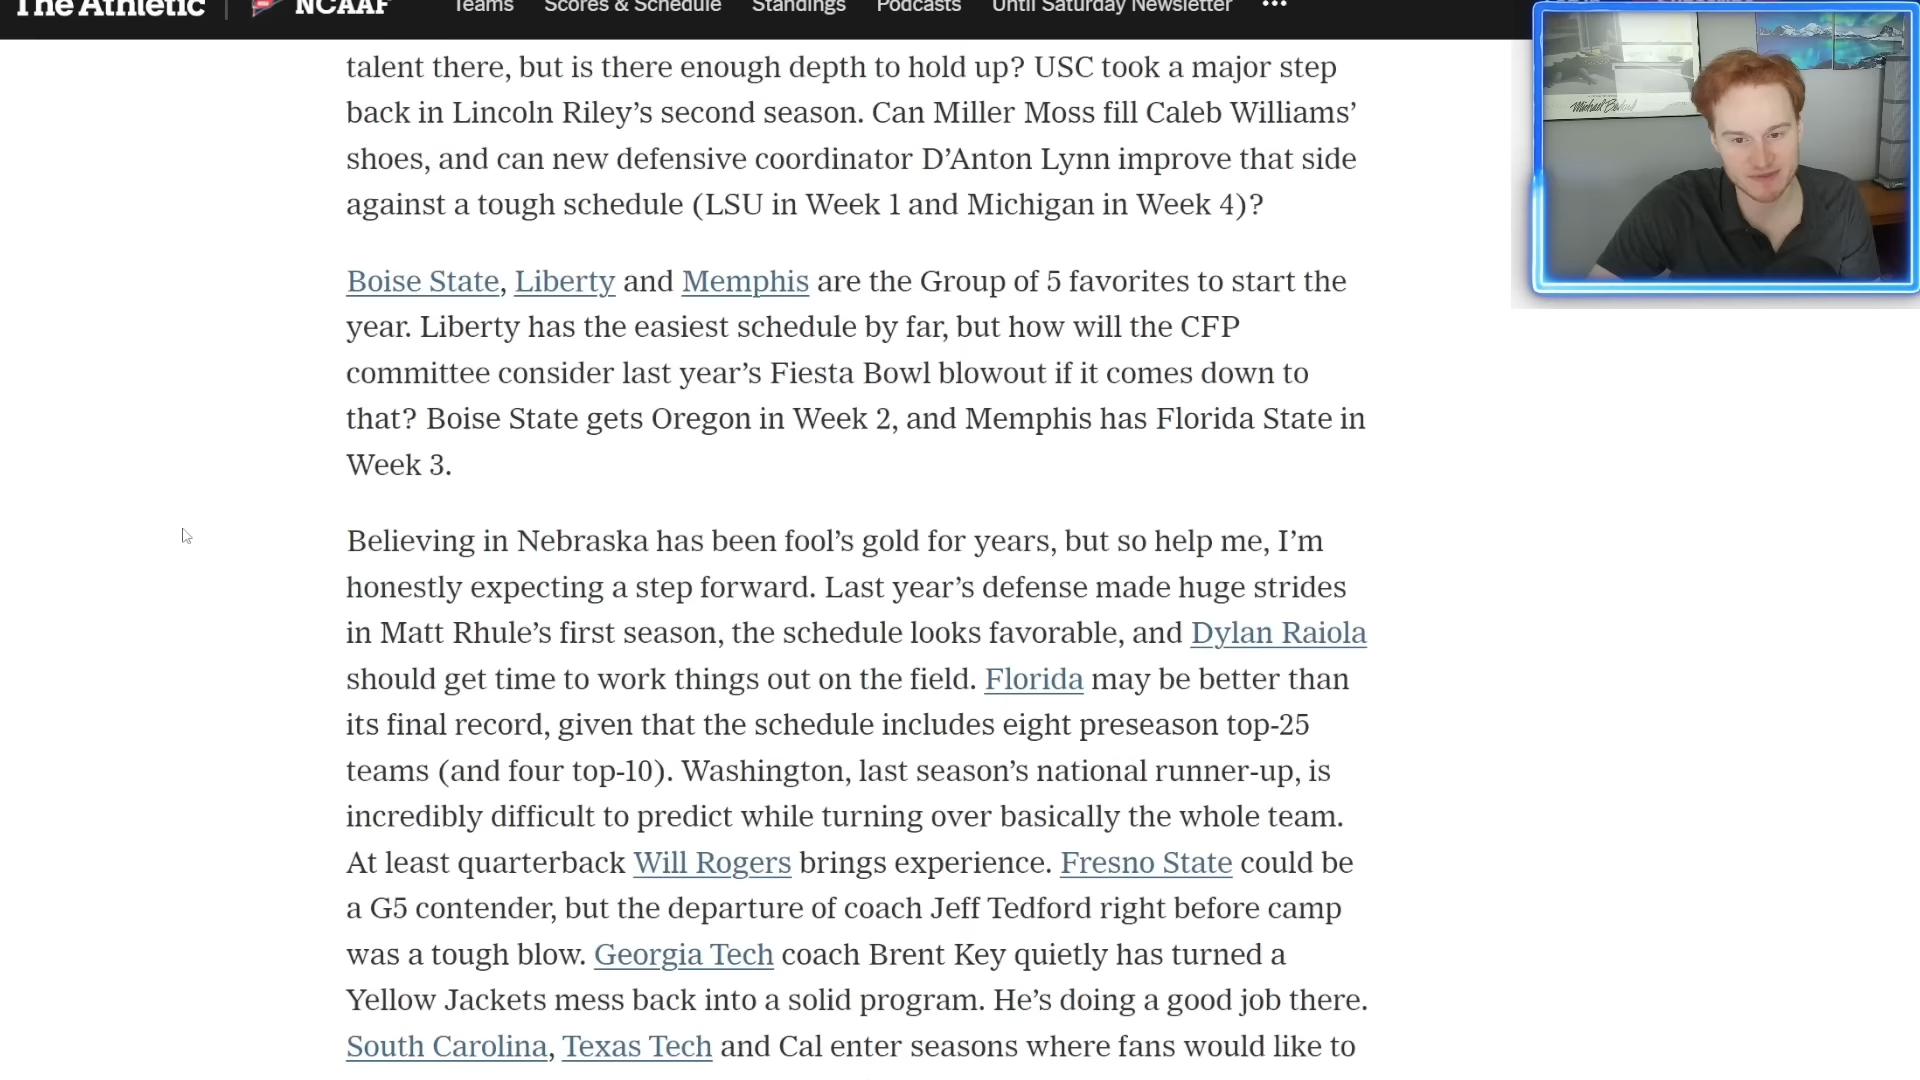 The Athletic
NCAAF
Teams
Scores & Schedule
Standings
Podcasts
Until Saturday Newsletter
talent there, but is there enough depth to hold up? USC took a major step
back in Lincoln Riley’s second season. Can Miller Moss fill Caleb Williams’
shoes, and can new defensive coordinator D’Anton Lynn improve that side
against a tough schedule (LSU in Week 1 and Michigan in Week 4)?
Boise State, Liberty and Memphis are the Group of 5 favorites to start the
year. Liberty has the easiest schedule by far, but how will the CFP
committee consider last year’s Fiesta Bowl blowout if it comes down to
that? Boise State gets Oregon in Week 2, and Memphis has Florida State in
Week 3.
Believing in Nebraska has been fool’s gold for years, but so help me, I’m
honestly expecting a step forward. Last year’s defense made huge strides
in Matt Rhule’s first season, the schedule looks favorable, and Dylan Raiola
should get time to work things out on the field. Florida may be better than
its final record, given that the schedule includes eight preseason top-25
teams (and four top-10). Washington, last season’s national runner-up, is
incredibly difficult to predict while turning over basically the whole team.
At least quarterback Will Rogers brings experience. Fresno State could be
a G5 contender, but the departure of coach Jeff Tedford right before camp
was a tough blow. Georgia Tech coach Brent Key quietly has turned a
Yellow Jackets mess back into a solid program. He’s doing a good job there.
South Carolina, Texas Tech and Cal enter seasons where fans would like to